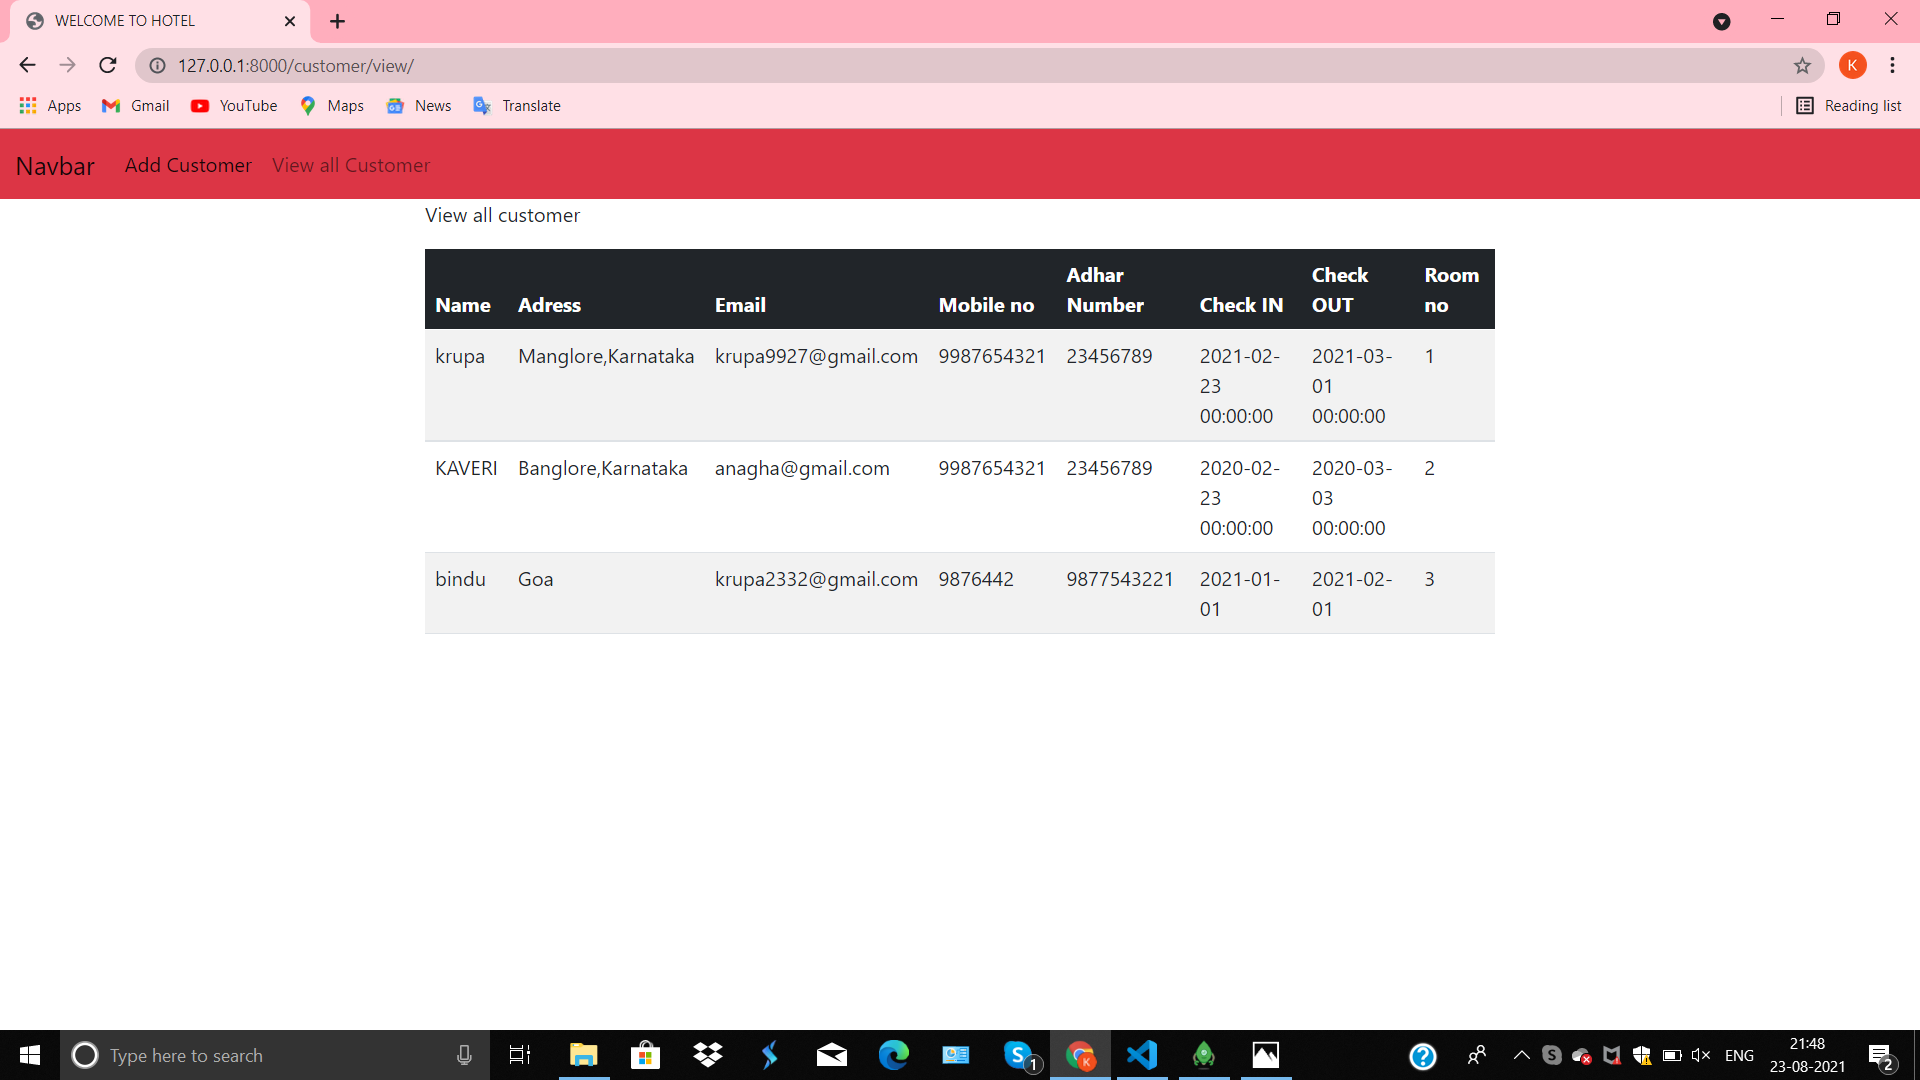 WELCOME TO HOTEL
127.0.0.1:8000/customer/view/
K
Apps Gmail YouTube Maps News Translate Reading list
Navbar Add Customer View all Customer
View all customer
Name Adress Email Mobile no Adhar Number Check IN Check OUT Room no
krupa Manglore,Karnataka krupa9927@gmail.com 9987654321 23456789 2021-02-23 00:00:00 2021-03-01 00:00:00 1
KAVERI Banglore,Karnataka anagha@gmail.com 9987654321 23456789 2020-02-23 00:00:00 2020-03-03 00:00:00 2
bindu Goa krupa2332@gmail.com 9876442 9877543221 2021-01-01 2021-02-01 3
Type here to search
1
K
ENG
21:48
23-08-2021
2